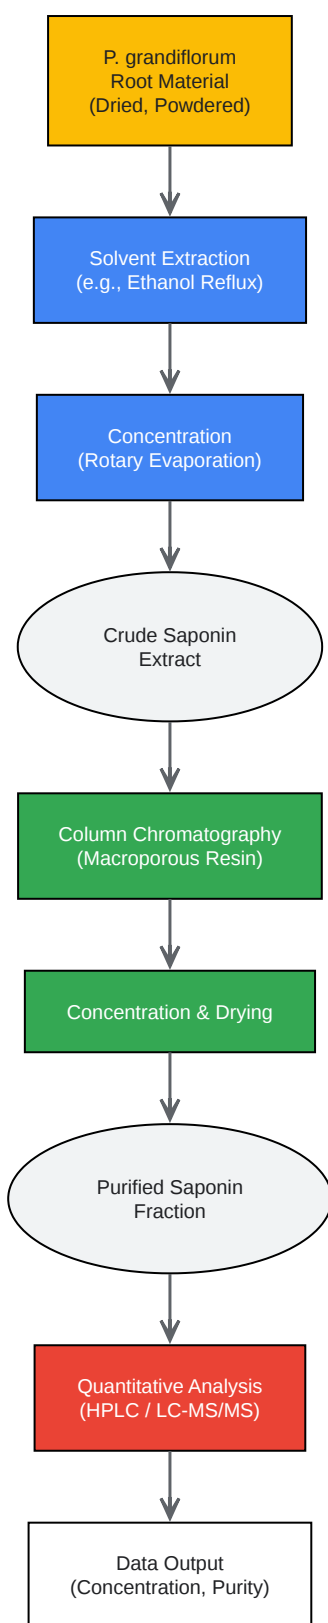 P. grandiflorum
Root Material
(Dried, Powdered)
Solvent Extraction
(e.g., Ethanol Reflux)
Concentration
(Rotary Evaporation)
Crude Saponin
Extract
Column Chromatography
(Macroporous Resin)
Concentration & Drying
Purified Saponin
Fraction
Quantitative Analysis
(HPLC / LC-MS/MS)
Data Output
(Concentration, Purity)